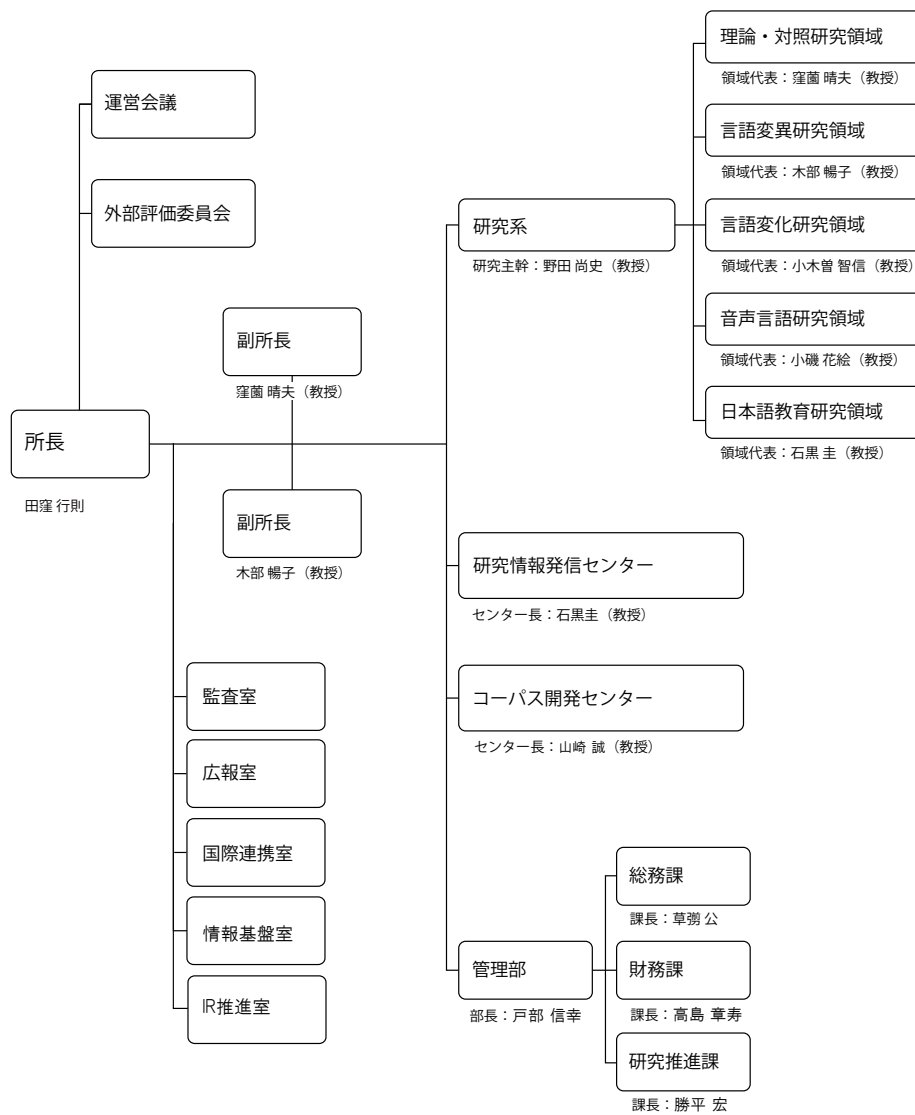 運営会議
外部評価委員会
所長
田窪 行則
副所長
窪薗 晴夫（教授）
副所長
木部 暢子（教授）
監査室
広報室
国際連携室
情報基盤室
IR推進室
研究系
研究主幹：野田 尚史（教授）
理論・対照研究領域
領域代表：窪薗 晴夫（教授）
言語変異研究領域
領域代表：木部 暢子（教授）
言語変化研究領域
領域代表：小木曽 智信（教授）
音声言語研究領域
領域代表：小磯 花絵（教授）
日本語教育研究領域
領域代表：石黒 圭（教授）
研究情報発信センター
センター長：石黒圭（教授）
コーパス開発センター
センター長：山崎 誠（教授）
管理部
部長：戸部 信幸
総務課
課長：草彅 公
財務課
課長：高島 章寿
研究推進課
課長：勝平 宏